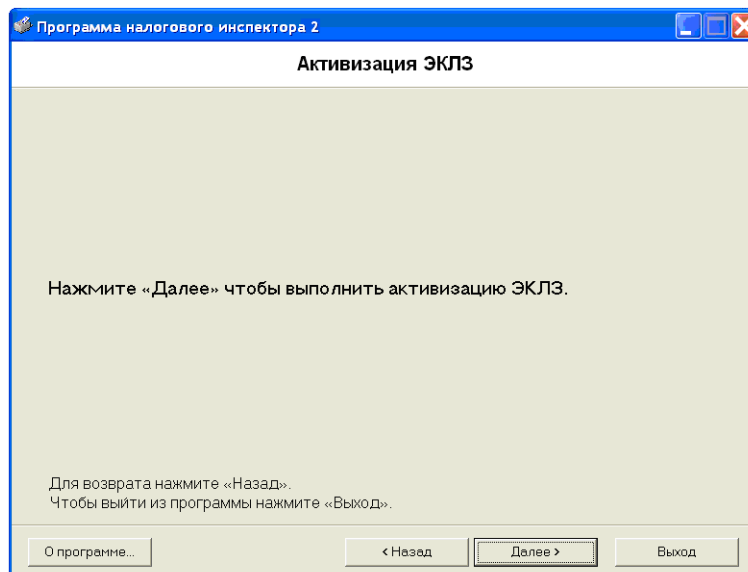 Программа налогового инспектора 2
Активизация ЭКЛЗ
Нажмите «Далее» чтобы выполнить активизацию ЭКЛЗ.
Для возврата нажмите «Назад».
Чтобы выйти из программы нажмите «Выход».
О программе... < Назад Далее > Выход